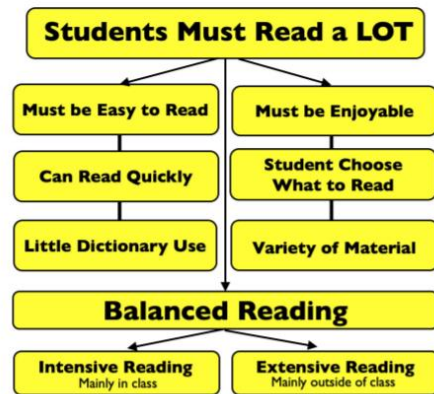 Students Must Read a LOT
Must be Easy to Read
Must be Enjoyable
Can Read Quickly
Student Choose
What to Read
Little Dictionary Use
Variety of Material
Balanced Reading
Intensive Reading
Mainly in class
Extensive Reading
Mainly outside of class